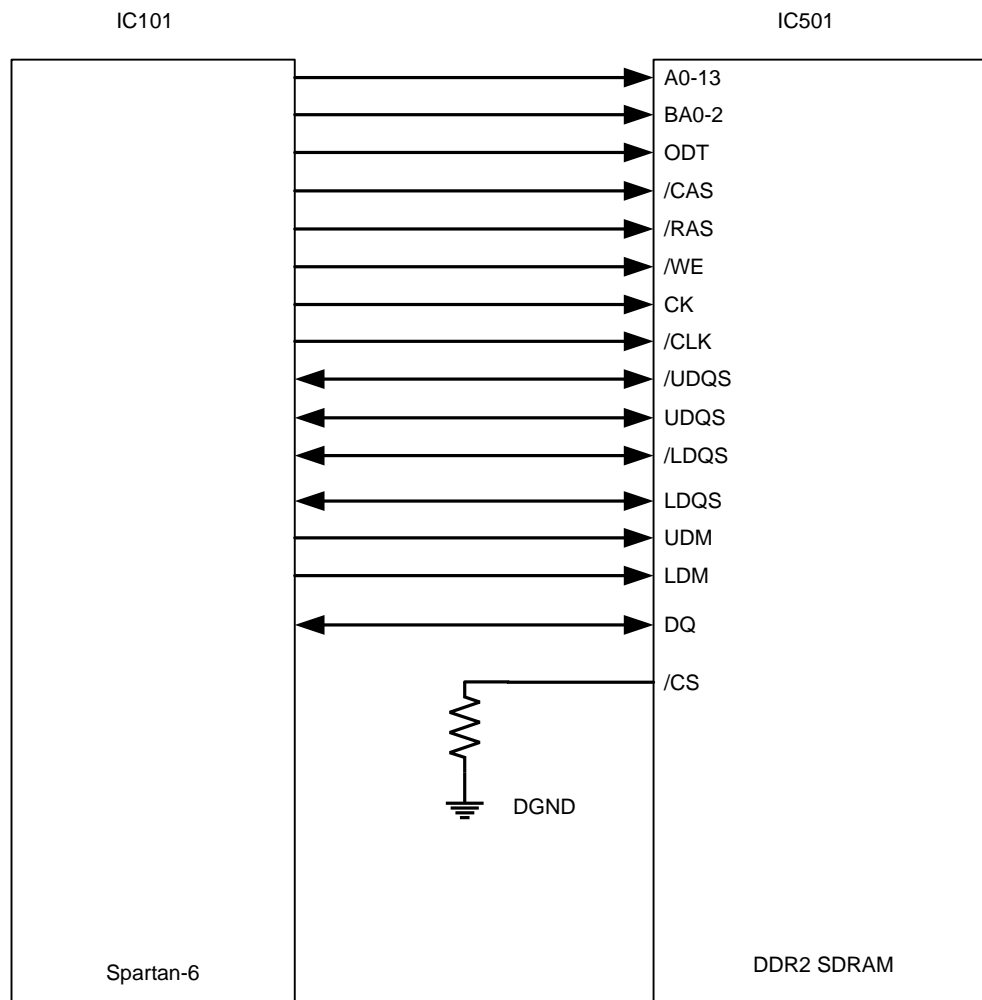 IC101
IC501
A0-13
BA0-2
ODT
/CAS
/RAS
/WE
CK
/CLK
/UDQS
UDQS
/LDQS
LDQS
UDM
LDM
DQ
/CS
DGND
Spartan-6
DDR2 SDRAM